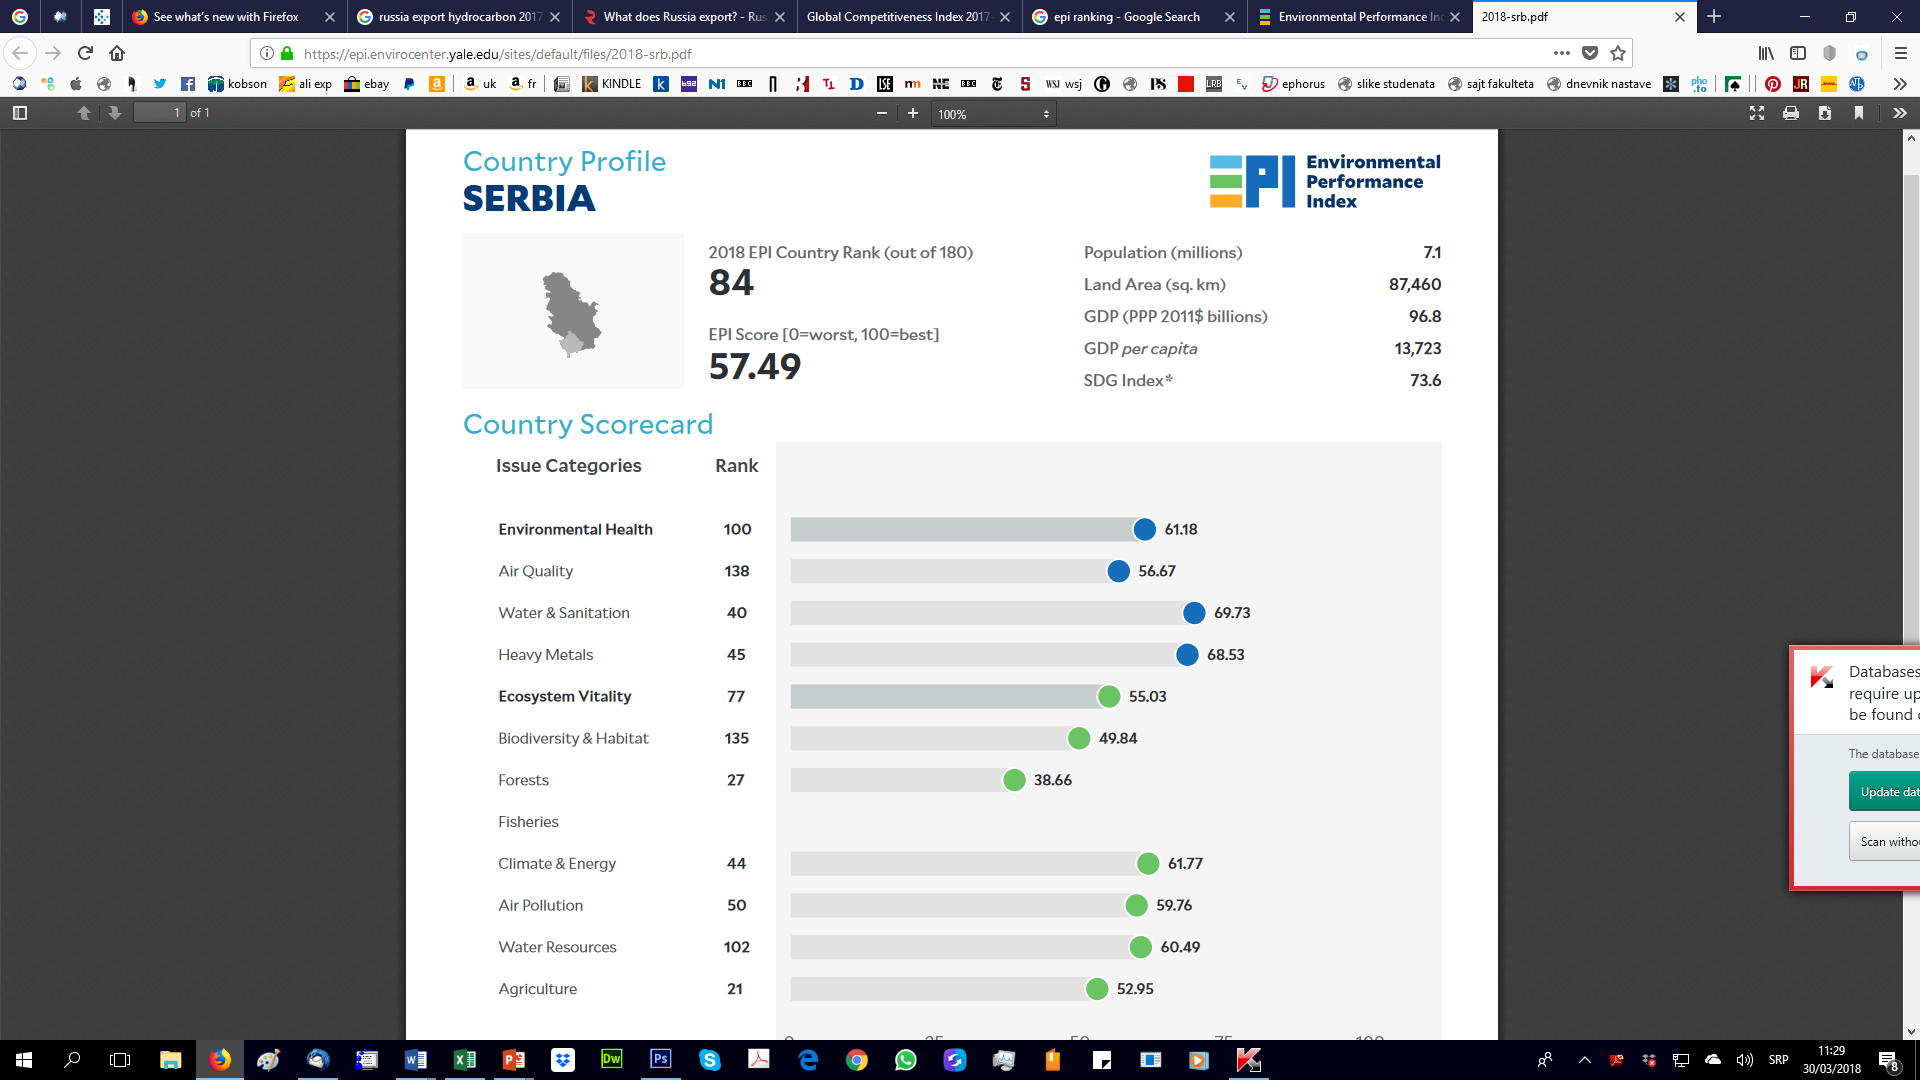 See what's new with Firefox
russia export hydrocarbon 2017
What does Russia export? - Rus
Global Competitiveness Index 2017-
epi ranking - Google Search
Environmental Performance In
2018-srb.pdf
https://epi.envirocenter.yale.edu/sites/default/files/2018-srb.pdf
kobson
ali exp
ebay
uk
fr
KINDLE
wsj
ephorus
slike studenata
sajt fakulteta
dnevnik nastave
1 of 1
100%
Country Profile
SERBIA
EPI Environmental
Performance
Index
2018 EPI Country Rank (out of 180)
84
EPI Score [0=worst, 100=best]
57.49
Population (millions) 7.1
Land Area (sq. km) 87,460
GDP (PPP 2011$ billions) 96.8
GDP per capita 13,723
SDG Index* 73.6
Country Scorecard
Issue Categories Rank
Environmental Health 100 61.18
Air Quality 138 56.67
Water & Sanitation 40 69.73
Heavy Metals 45 68.53
Ecosystem Vitality 77 55.03
Biodiversity & Habitat 135 49.84
Forests 27 38.66
Fisheries
Climate & Energy 44 61.77
Air Pollution 50 59.76
Water Resources 102 60.49
Agriculture 21 52.95
Databases
require up
be found
The database
Update dat
Scan witho
SRP
11:29
30/03/2018
8